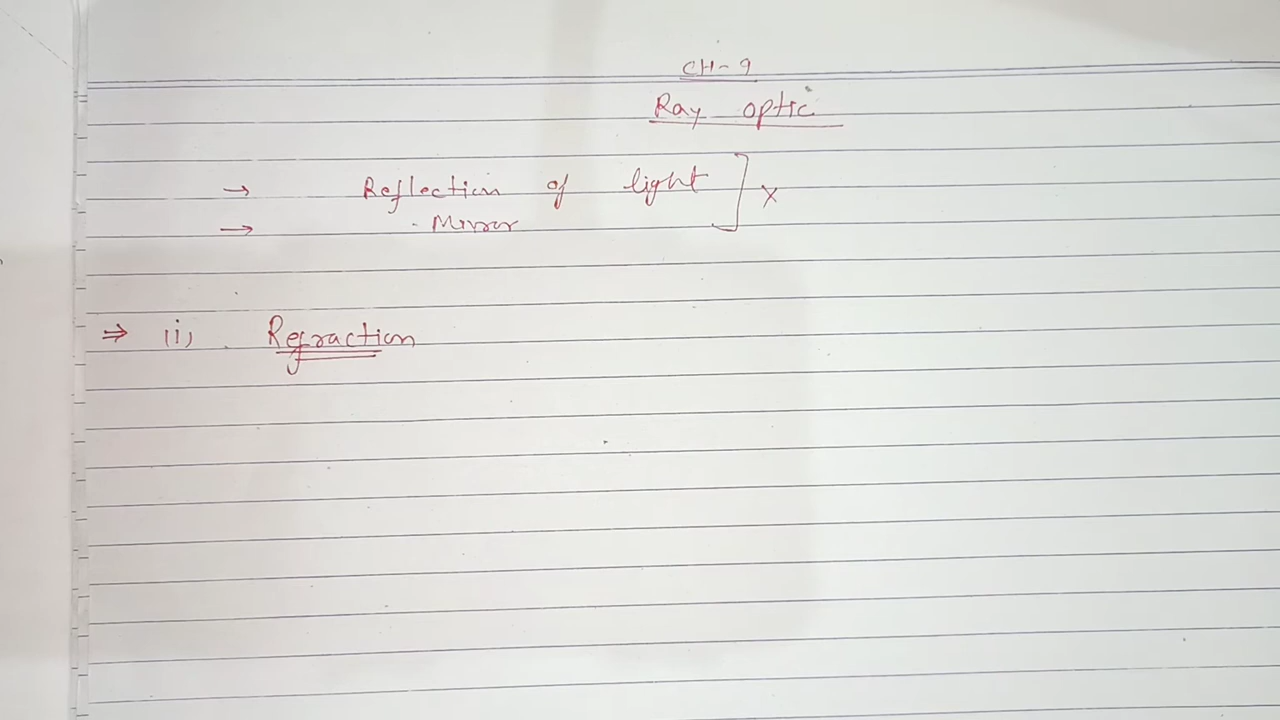 CH-9
Ray optic
→ Reflection of light ] X
→ Mirror
⇒ (i) Refraction